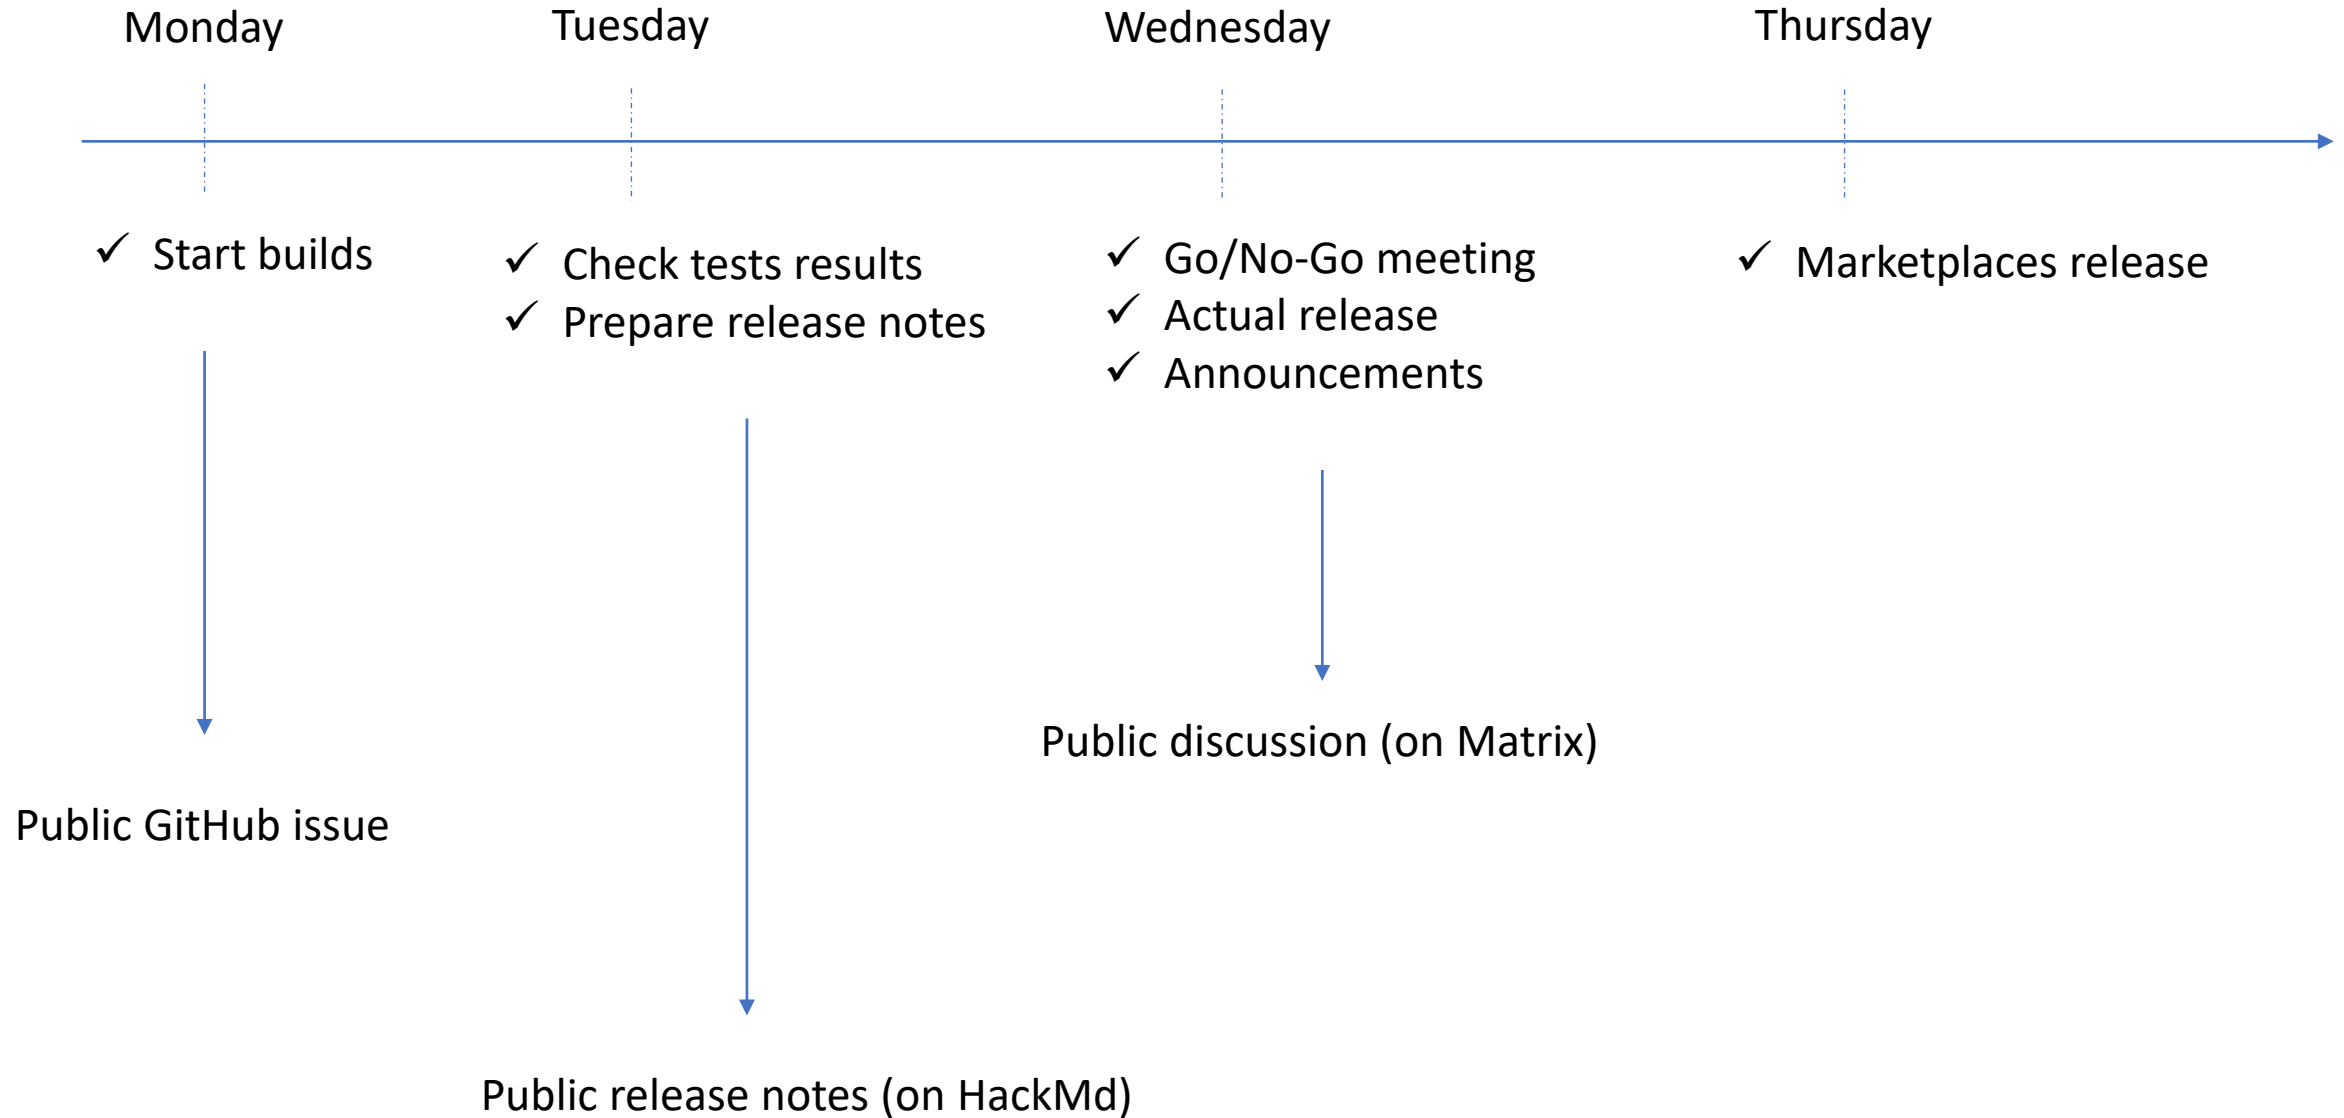 Monday
Tuesday
Wednesday
Thursday
✓ Start builds
✓ Check tests results
✓ Prepare release notes
✓ Go/No-Go meeting
✓ Actual release
✓ Announcements
✓ Marketplaces release
Public discussion (on Matrix)
Public GitHub issue
Public release notes (on HackMd)